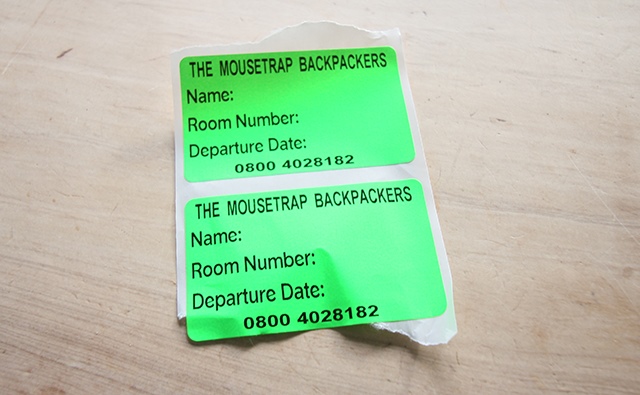 THE MOUSETRAP BACKPACKERS
Name:
Room Number:
Departure Date:
0800 4028182
THE MOUSETRAP BACKPACKERS
Name:
Room Number:
Departure Date:
0800 4028182